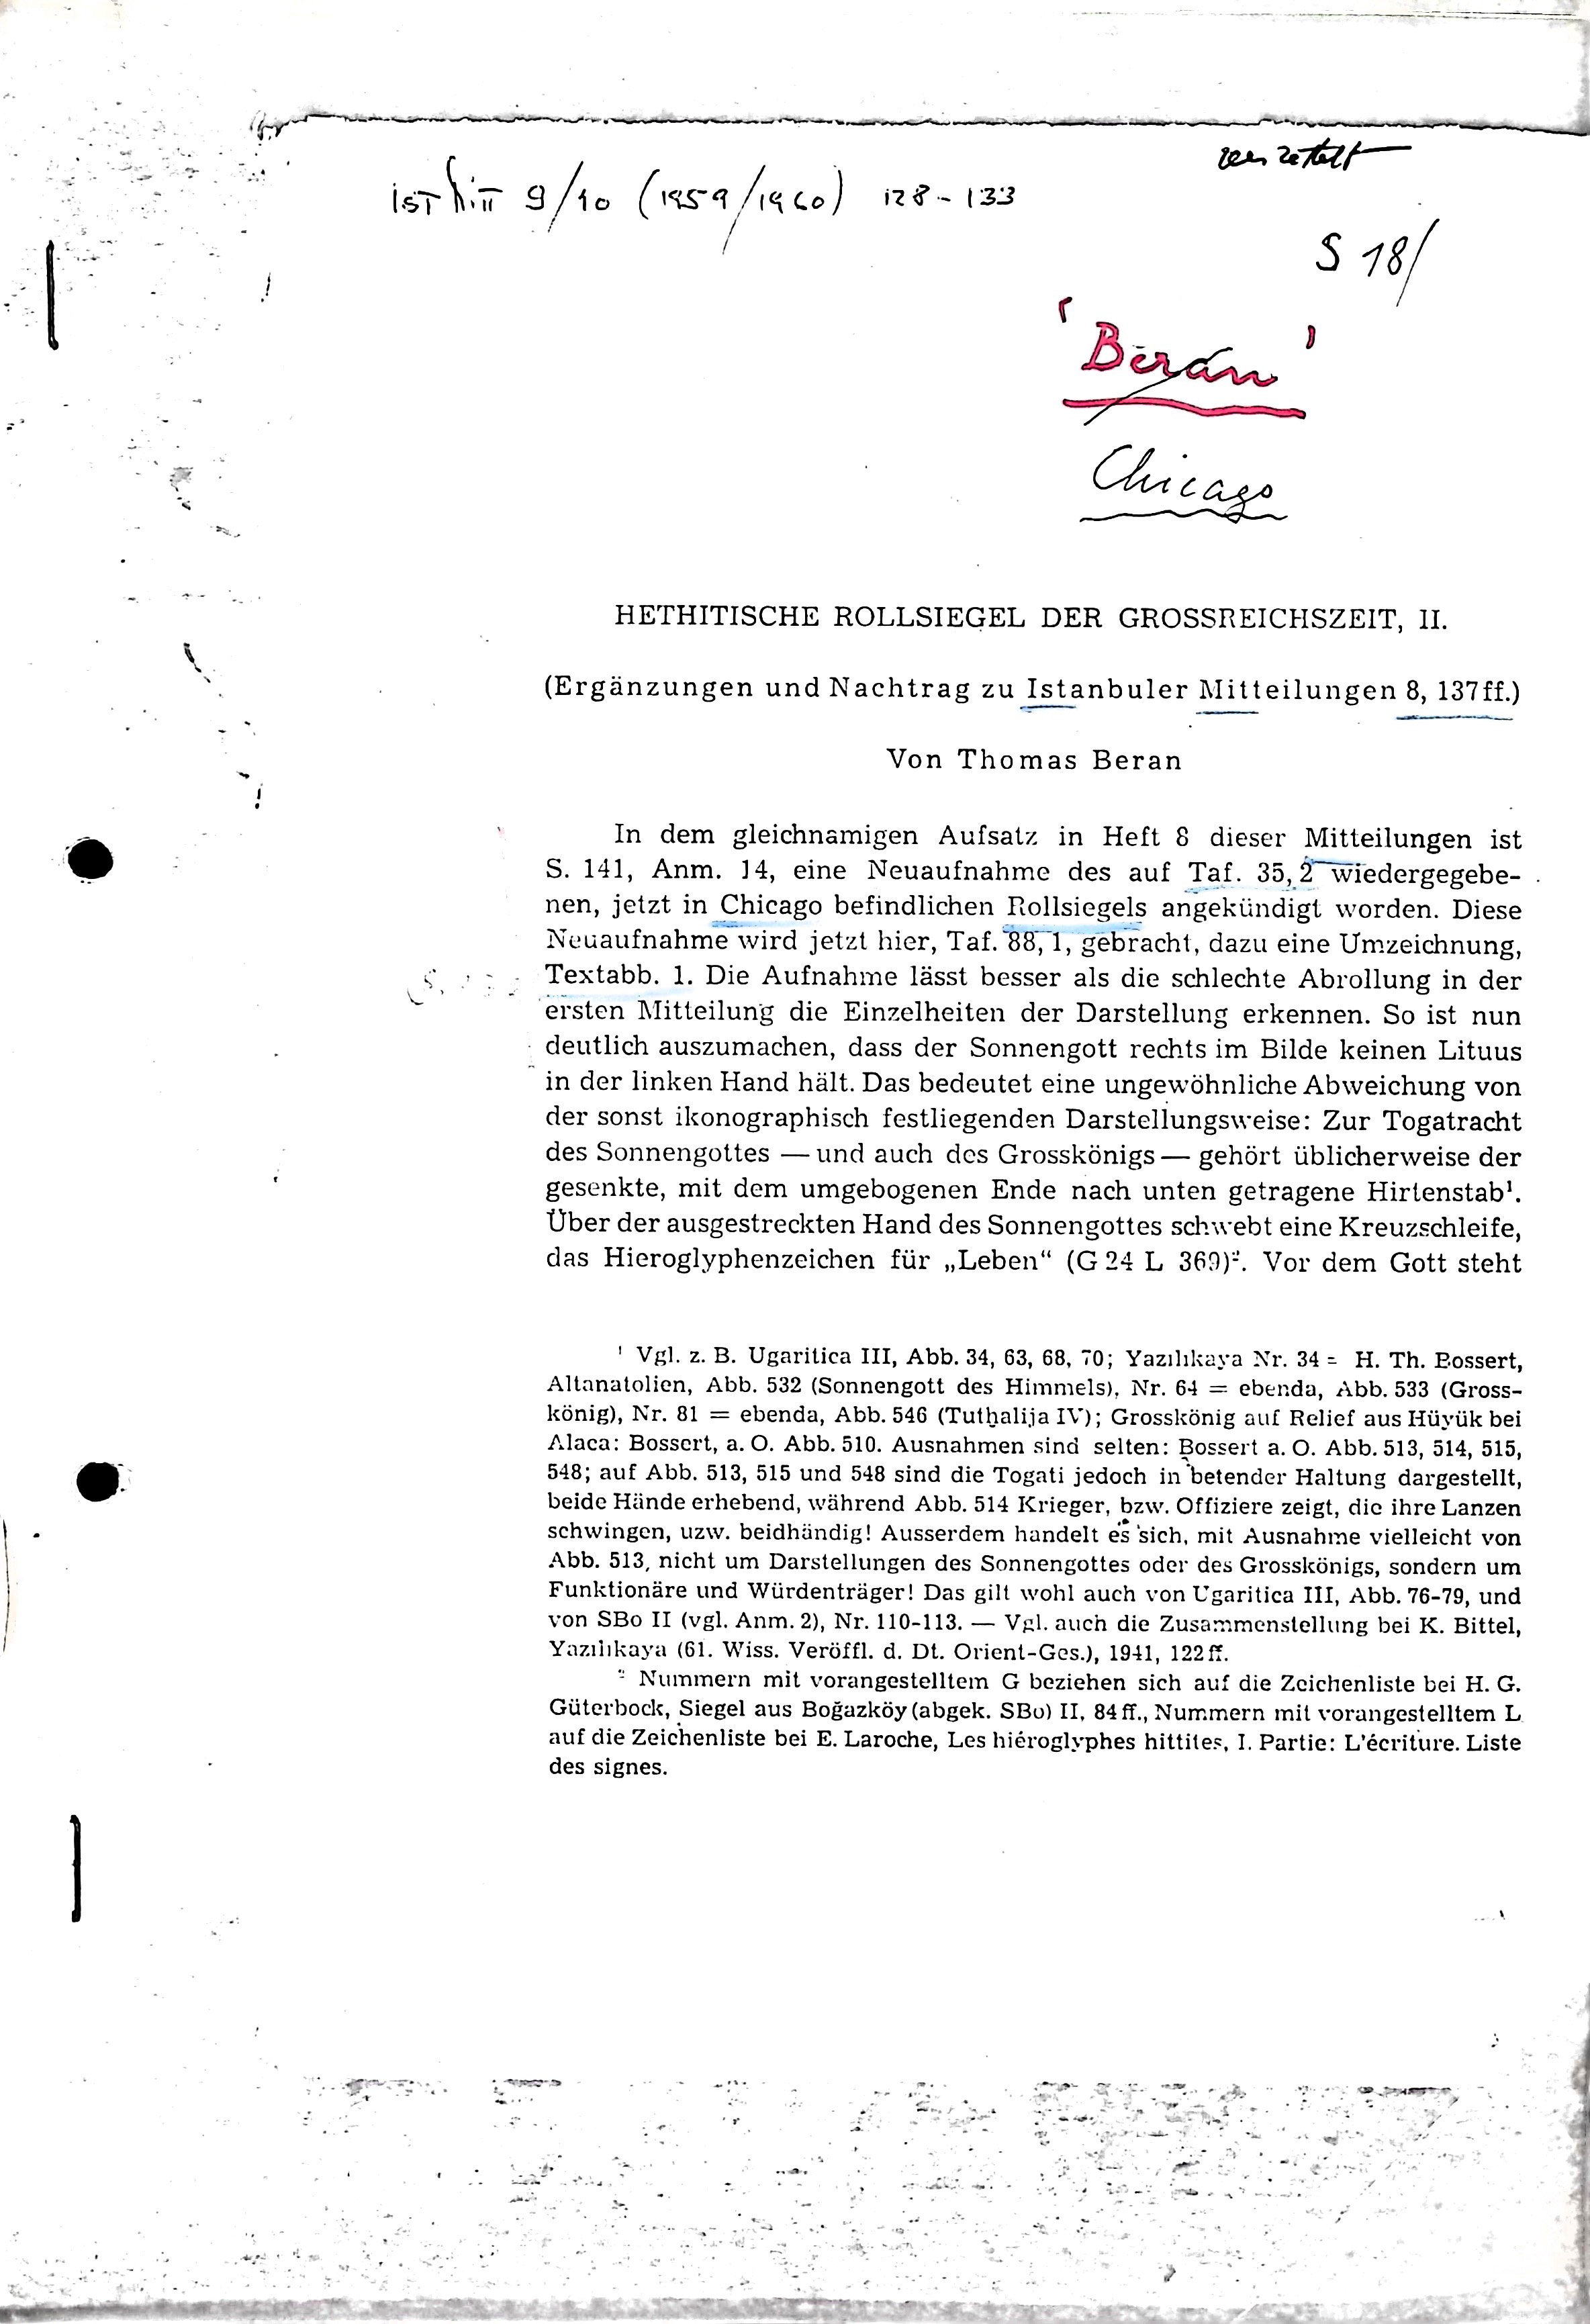 verzettelt
IST Mitt 9/10 (1959/1960) 128-133
S 18/
Beran
Chicago
HETHITISCHE ROLLSIEGEL DER GROSSREICHSZEIT, II.
(Ergänzungen und Nachtrag zu Istanbuler Mitteilungen 8, 137ff.)
Von Thomas Beran
In dem gleichnamigen Aufsatz in Heft 8 dieser Mitteilungen ist
S. 141, Anm. 14, eine Neuaufnahme des auf Taf. 35,2 wiedergegebe-
nen, jetzt in Chicago befindlichen Rollsiegels angekündigt worden. Diese
Neuaufnahme wird jetzt hier, Taf. 88, 1, gebracht, dazu eine Umzeichnung,
Textabb. 1. Die Aufnahme lässt besser als die schlechte Abrollung in der
ersten Mitteilung die Einzelheiten der Darstellung erkennen. So ist nun
deutlich auszumachen, dass der Sonnengott rechts im Bilde keinen Lituus
in der linken Hand hält. Das bedeutet eine ungewöhnliche Abweichung von
der sonst ikonographisch festliegenden Darstellungsweise: Zur Togatracht
des Sonnengottes — und auch des Grosskönigs — gehört üblicherweise der
gesenkte, mit dem umgebogenen Ende nach unten getragene Hirtenstab¹.
Über der ausgestreckten Hand des Sonnengottes schwebt eine Kreuzschleife,
das Hieroglyphenzeichen für „Leben“ (G 24 L 369)². Vor dem Gott steht
¹ Vgl. z. B. Ugaritica III, Abb. 34, 63, 68, 70; Yazılıkaya Nr. 34 = H. Th. Bossert,
Altanatolien, Abb. 532 (Sonnengott des Himmels), Nr. 64 = ebenda, Abb. 533 (Gross-
könig), Nr. 81 = ebenda, Abb. 546 (Tutḫalija IV); Grosskönig auf Relief aus Hüyük bei
Alaca: Bossert, a. O. Abb. 510. Ausnahmen sind selten: Bossert a. O. Abb. 513, 514, 515,
548; auf Abb. 513, 515 und 548 sind die Togati jedoch in betender Haltung dargestellt,
beide Hände erhebend, während Abb. 514 Krieger, bzw. Offiziere zeigt, die ihre Lanzen
schwingen, uzw. beidhändig! Ausserdem handelt es sich, mit Ausnahme vielleicht von
Abb. 513, nicht um Darstellungen des Sonnengottes oder des Grosskönigs, sondern um
Funktionäre und Würdenträger! Das gilt wohl auch von Ugaritica III, Abb. 76-79, und
von SBo II (vgl. Anm. 2), Nr. 110-113. — Vgl. auch die Zusammenstellung bei K. Bittel,
Yazılıkaya (61. Wiss. Veröffl. d. Dt. Orient-Ges.), 1941, 122ff.
² Nummern mit vorangestelltem G beziehen sich auf die Zeichenliste bei H. G.
Güterbock, Siegel aus Boğazköy (abgek. SBo) II, 84ff., Nummern mit vorangestelltem L
auf die Zeichenliste bei E. Laroche, Les hiéroglyphes hittites, I. Partie: L'écriture. Liste
des signes.